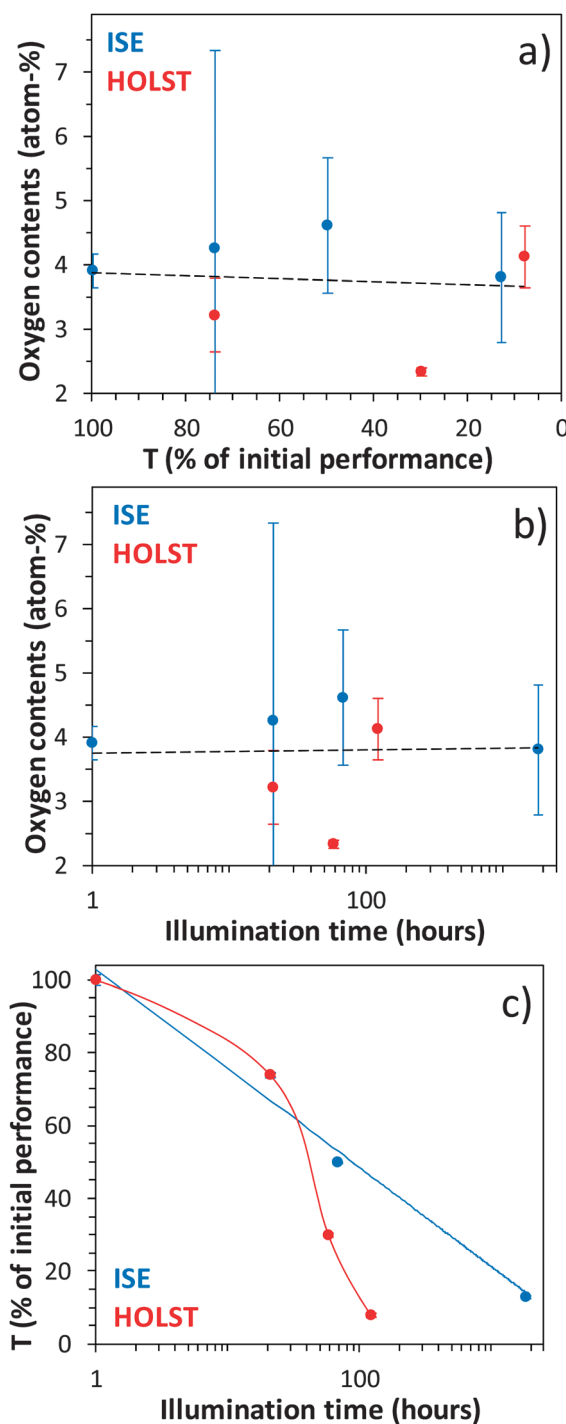 a)
ISE
HOLST
Oxygen contents (atom-%)
7
6
5
4
3
2
100 80 60 40 20 0
T (% of initial performance)
b)
ISE
HOLST
Oxygen contents (atom-%)
7
6
5
4
3
2
1 100
Illumination time (hours)
c)
T (% of initial performance)
100
80
60
40
20
0
ISE
HOLST
1 100
Illumination time (hours)